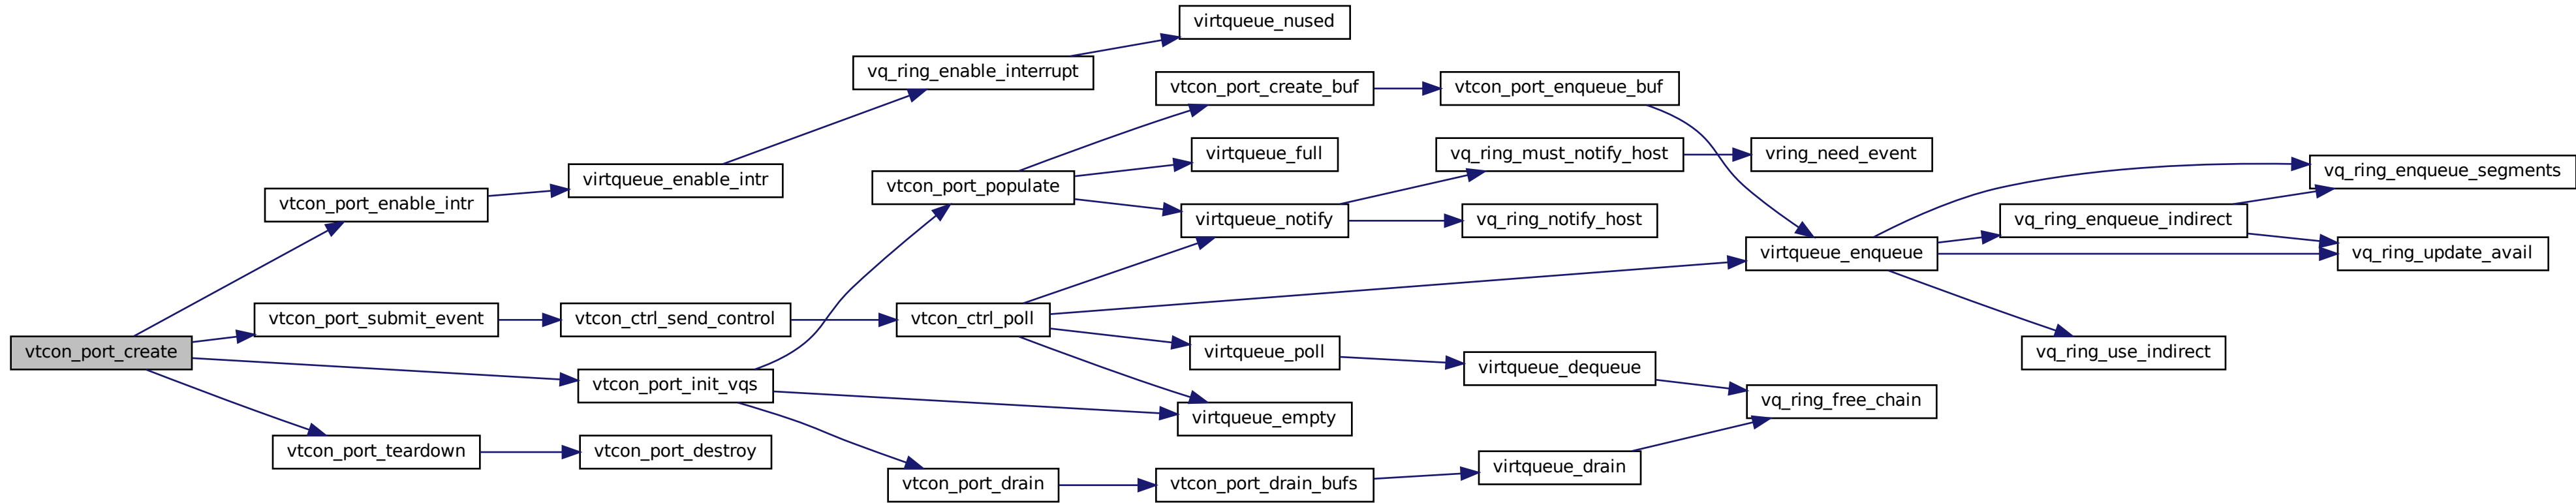 vtcon_port_create
vtcon_port_enable_intr
virtqueue_enable_intr
vq_ring_enable_interrupt
virtqueue_nused
vtcon_port_submit_event
vtcon_ctrl_send_control
vtcon_ctrl_poll
vtcon_port_init_vqs
vtcon_port_populate
vtcon_port_create_buf
vtcon_port_enqueue_buf
virtqueue_full
virtqueue_notify
vq_ring_must_notify_host
vring_need_event
vq_ring_notify_host
virtqueue_enqueue
vq_ring_enqueue_segments
vq_ring_enqueue_indirect
vq_ring_update_avail
vq_ring_use_indirect
virtqueue_poll
virtqueue_dequeue
vq_ring_free_chain
virtqueue_empty
vtcon_port_teardown
vtcon_port_destroy
vtcon_port_drain
vtcon_port_drain_bufs
virtqueue_drain